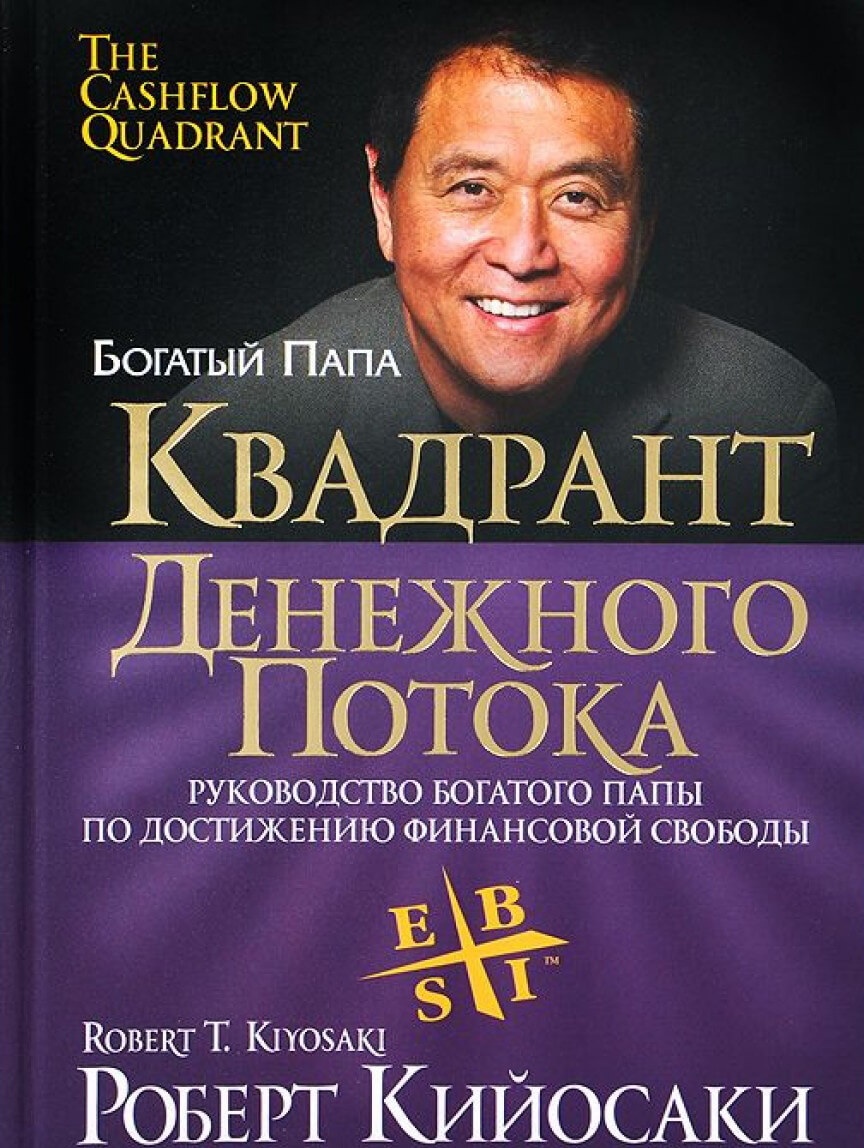 The
Cashflow
Quadrant
Богатый Папа
Квадрант
Денежного
Потока
РУКОВОДСТВО БОГАТОГО ПАПЫ
ПО ДОСТИЖЕНИЮ ФИНАНСОВОЙ СВОБОДЫ
E B
S I ™
Robert T. Kiyosaki
Роберт Кийосаки